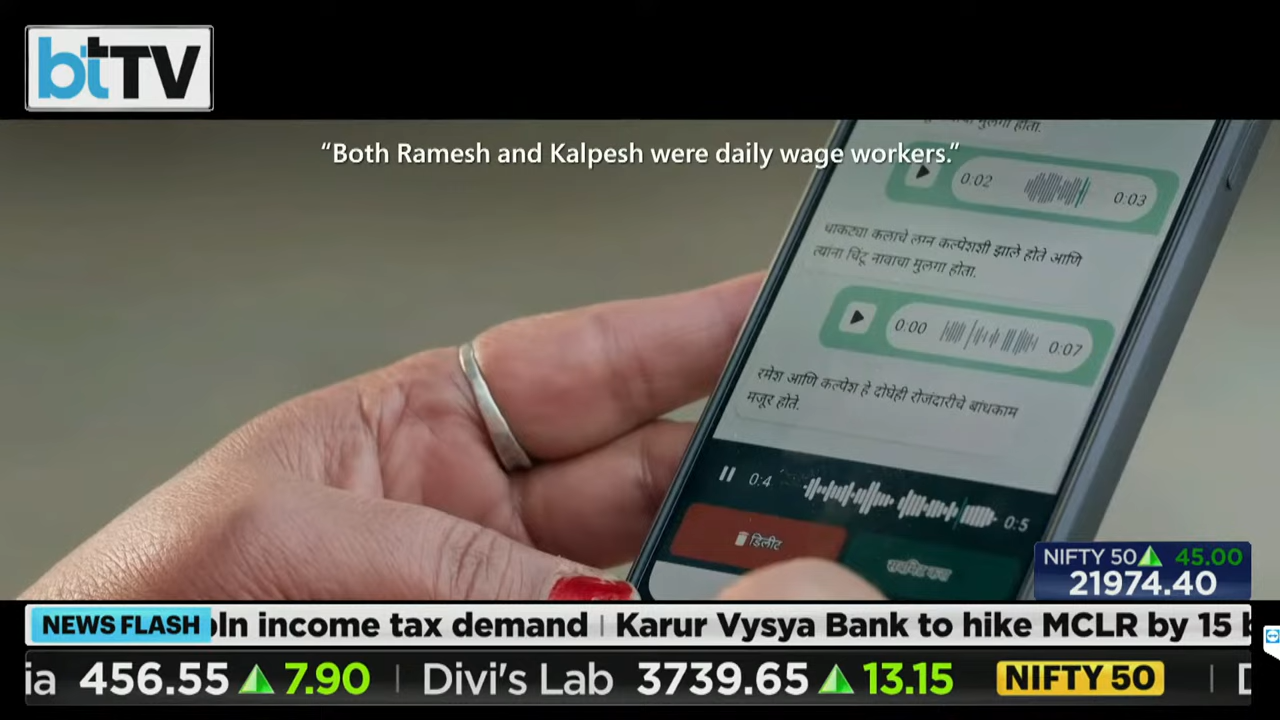 btTV
“Both Ramesh and Kalpesh were daily wage workers.”
मुलगा होता.
0:02 0:03
धाकट्या कलाचे लग्न कल्पेशशी झाले होते आणि
त्यांना चिंटू नावाचा मुलगा होता.
0:00 0:07
रमेश आणि कल्पेश हे दोघेही रोजंदारीचे बांधकाम
मजूर होते.
0:4 0:5
डिलीट
NIFTY 50 45.00
21974.40
NEWS FLASH ln income tax demand | Karur Vysya Bank to hike MCLR by 15 b
ia 456.55 7.90 | Divi's Lab 3739.65 13.15 NIFTY 50 |